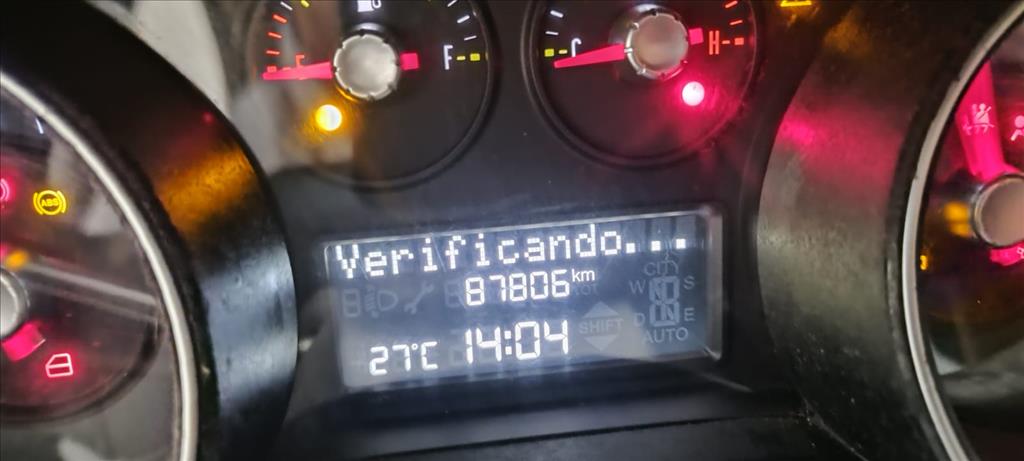 F
C
H
ABS
Verificando...
87806 km
CITY
W S
SHIFT
D E
AUTO
27°C 14:04